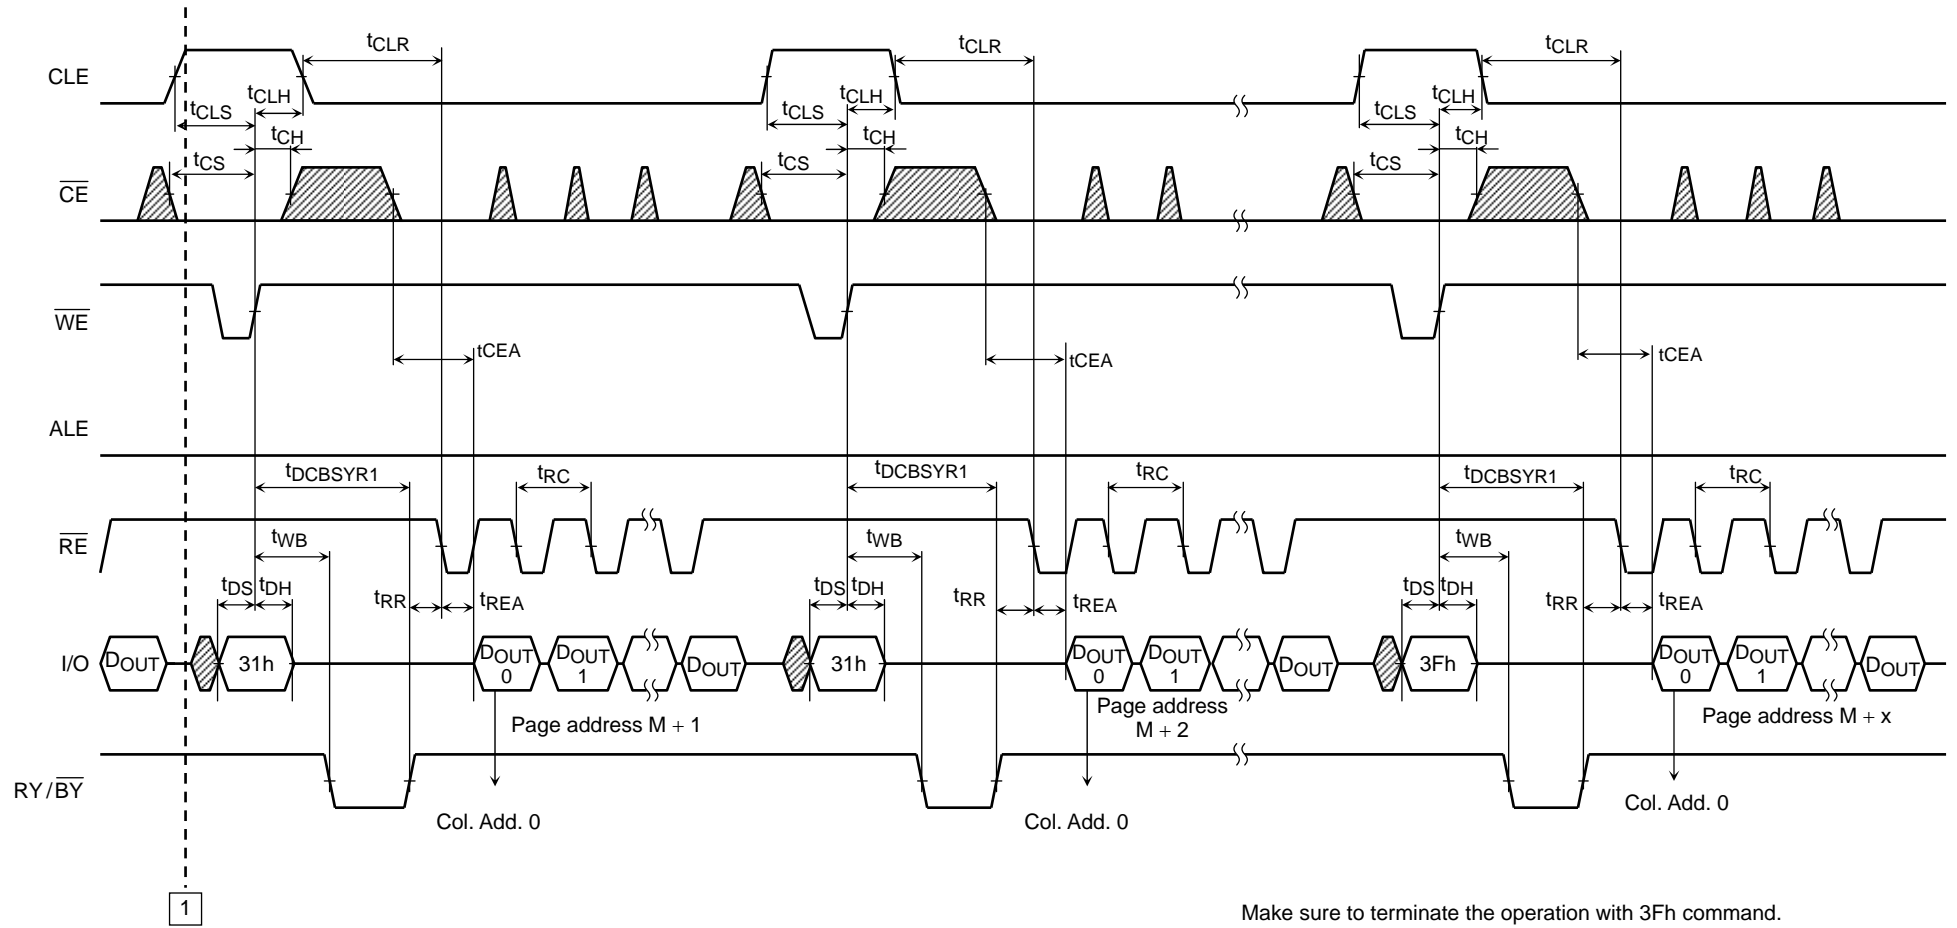 tCLR tCLR tCLR
CLE
tCLH tCLH tCLH
tCLS tCLS tCLS
tCH tCH tCH
tCS tCS tCS
CE
WE
tCEA tCEA tCEA
ALE
tDCBSYR1 tRC tDCBSYR1 tRC tDCBSYR1 tRC
RE
tWB tWB tWB
tDS tDH tDS tDH tDS tDH
tRR tREA tRR tREA tRR tREA
I/O DOUT 31h DOUT 0 DOUT 1 DOUT 31h DOUT 0 DOUT 1 DOUT 3Fh DOUT 0 DOUT 1 DOUT
Page address M + 1
Page address
M + 2
Page address M + x
RY/BY
Col. Add. 0
Col. Add. 0
Col. Add. 0
1
Make sure to terminate the operation with 3Fh command.